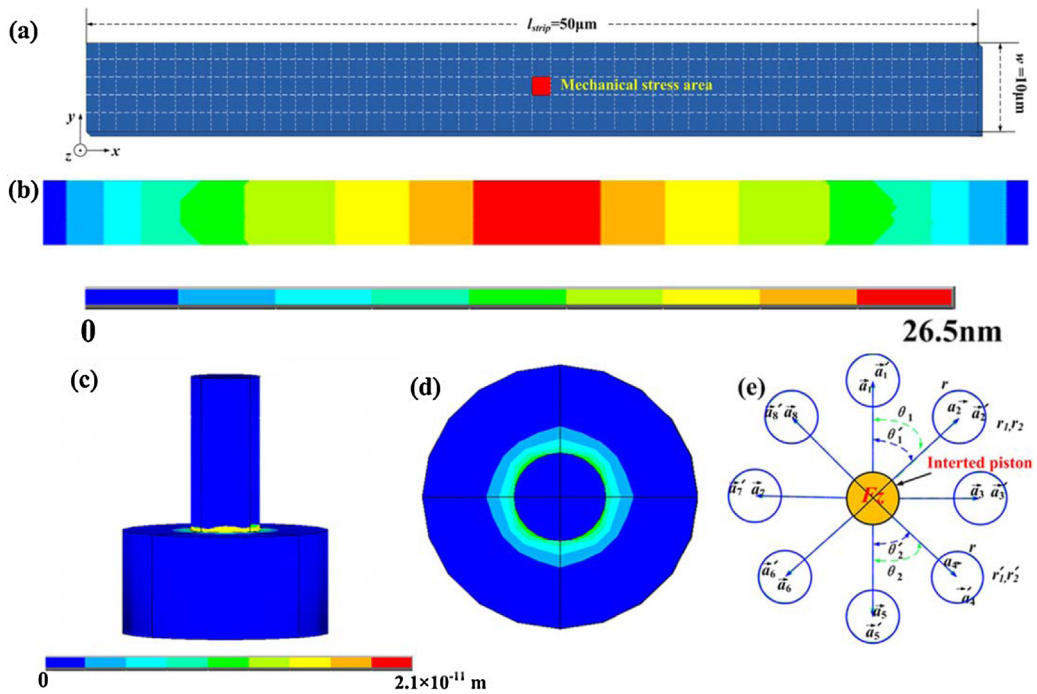 (a)
l_strip=50μm
w=10μm
Mechanical stress area
y
z
x
(b)
0
26.5nm
(c)
0
2.1×10⁻¹¹ m
(d)
(e)
a₁ a₁′
a₈′ a₈
r
a₂ a₂′
r₁,r₂
θ₁
θ₁′
Interted piston
Fz
a₇′ a₇
a₃ a₃′
θ₂′
θ₂
r
a₄
a₄′
r₁′,r₂′
a₆′
a₆
a₅
a₅′